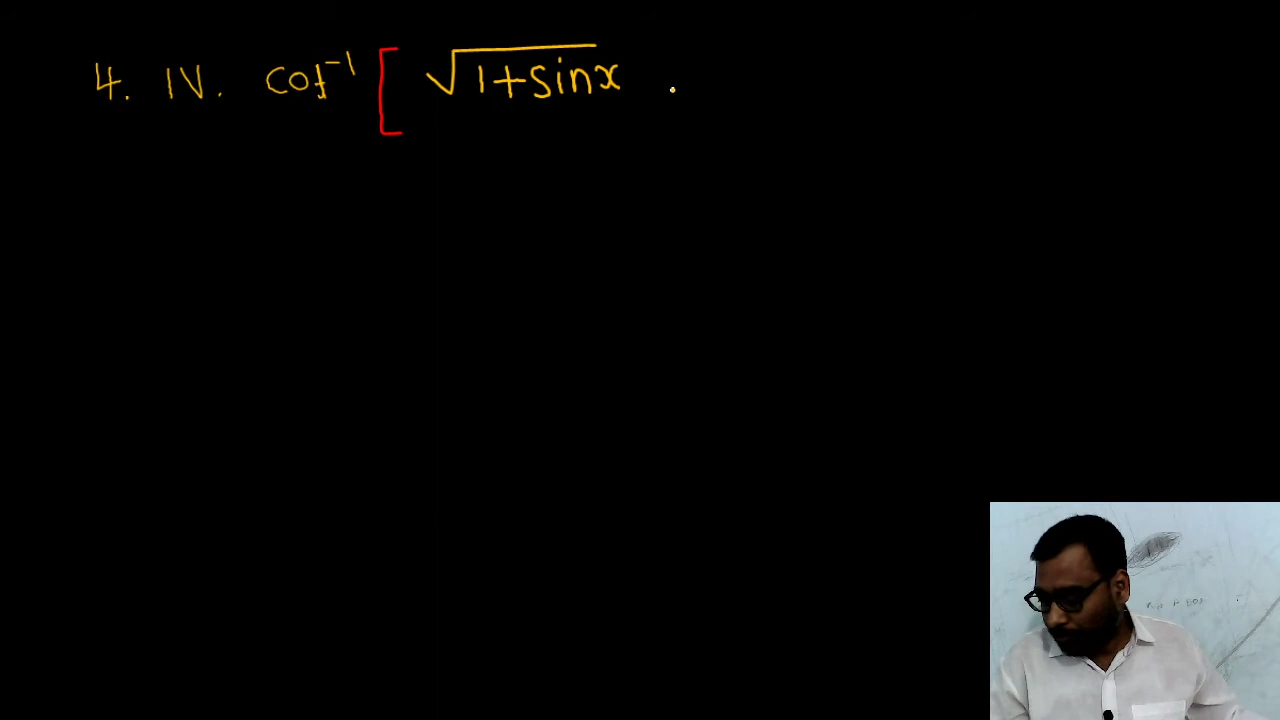 4. IV. cot⁻¹ [ √1+sinx